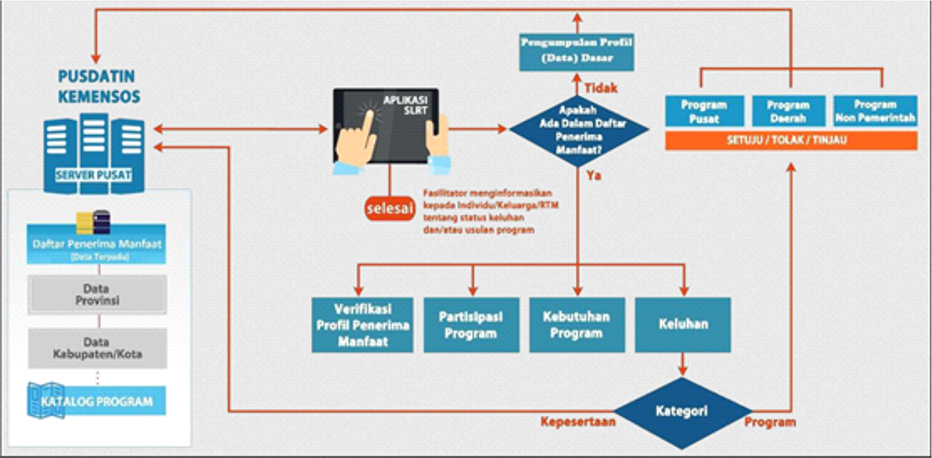 PUSDATIN
KEMENSOS
SERVER PUSAT
Daftar Penerima Manfaat
(Data Terpadu)
Data
Provinsi
Data
Kabupaten/Kota
KATALOG PROGRAM
APLIKASI
SLRT
selesai
Fasilitator menginformasikan
kepada Individu/Keluarga/RTM
tentang status keluhan
dan/atau usulan program
Pengumpulan Profil
(Data) Dasar
Tidak
Apakah
Ada Dalam Daftar
Penerima
Manfaat?
Ya
Program
Pusat
Program
Daerah
Program
Non Pemerintah
SETUJU / TOLAK / TINJAU
Verifikasi
Profil Penerima
Manfaat
Partisipasi
Program
Kebutuhan
Program
Keluhan
Kepesertaan
Kategori
Program